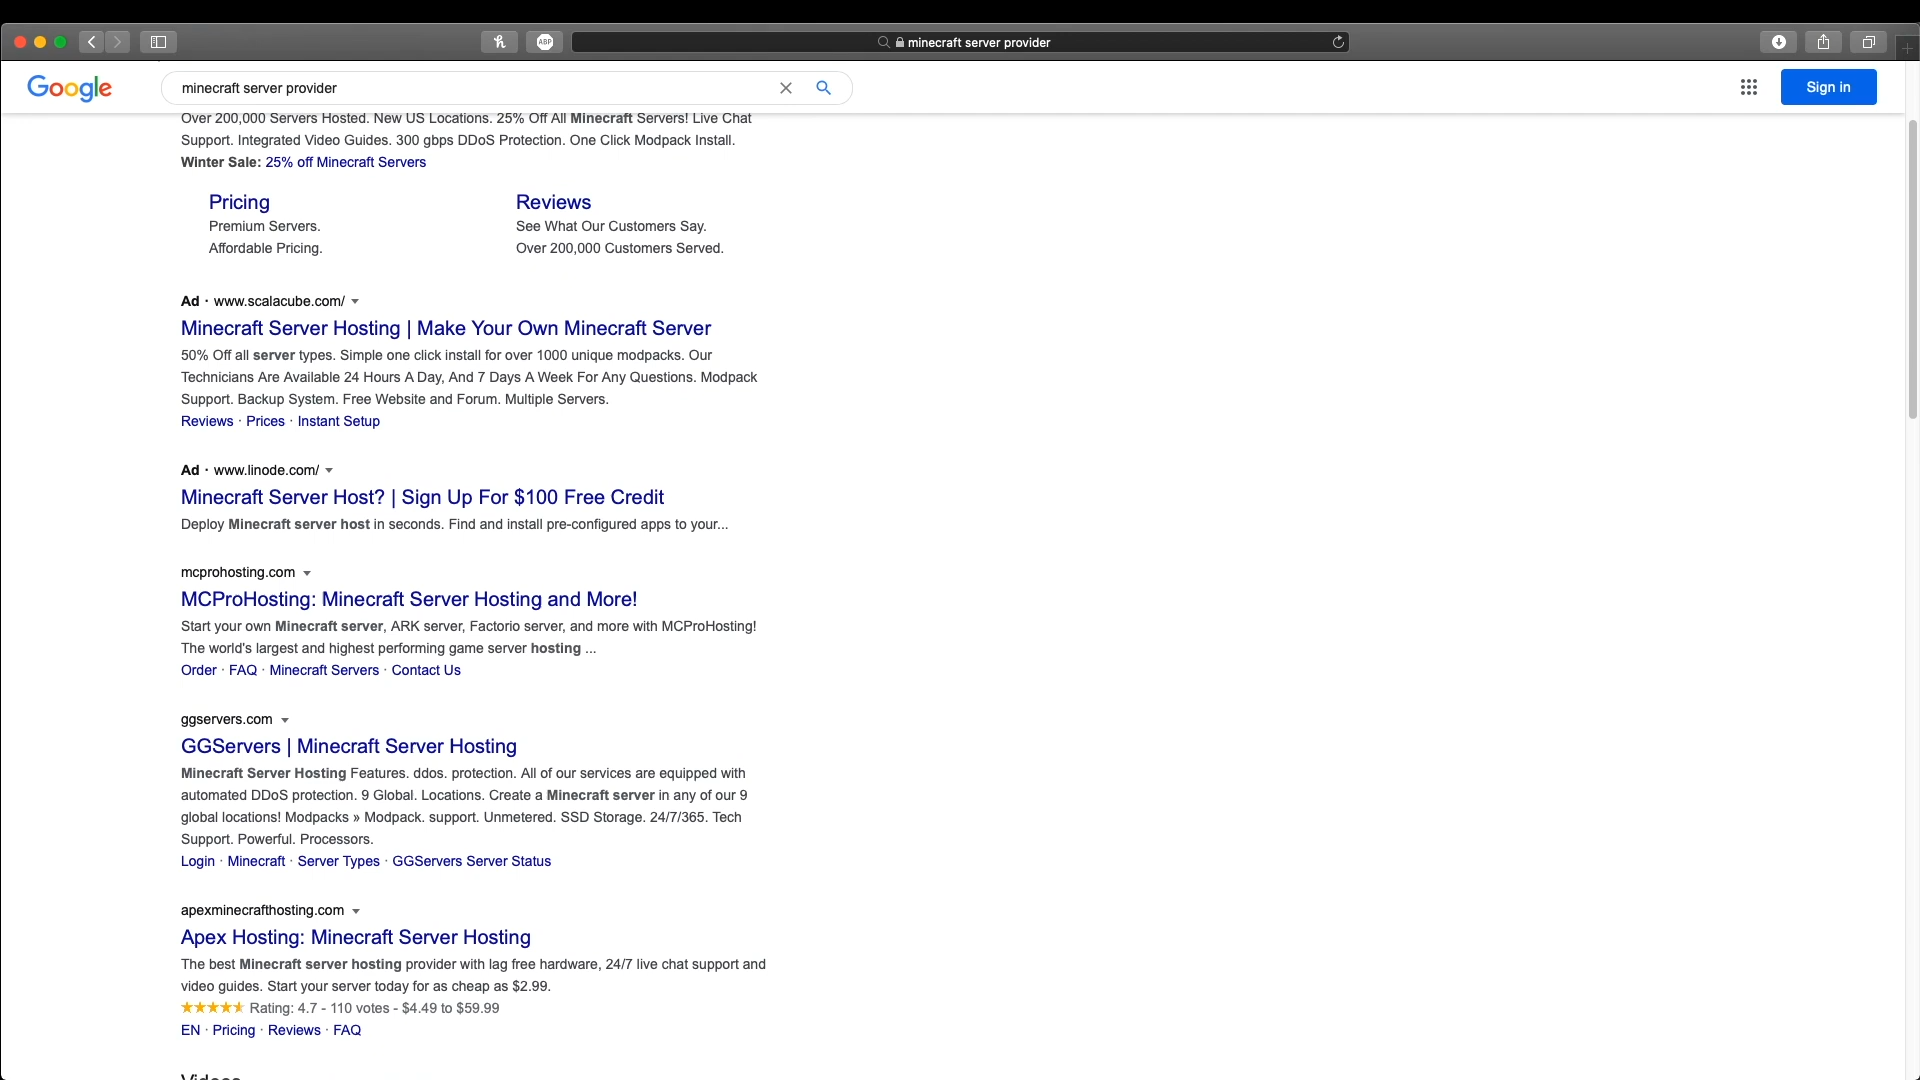 ABP
minecraft server provider
Google
minecraft server provider
Sign in
Over 200,000 Servers Hosted. New US Locations. 25% Off All Minecraft Servers! Live Chat
Support. Integrated Video Guides. 300 gbps DDoS Protection. One Click Modpack Install.
Winter Sale: 25% off Minecraft Servers
Pricing
Premium Servers.
Affordable Pricing.
Reviews
See What Our Customers Say.
Over 200,000 Customers Served.
Ad · www.scalacube.com/
Minecraft Server Hosting | Make Your Own Minecraft Server
50% Off all server types. Simple one click install for over 1000 unique modpacks. Our
Technicians Are Available 24 Hours A Day, And 7 Days A Week For Any Questions. Modpack
Support. Backup System. Free Website and Forum. Multiple Servers.
Reviews · Prices · Instant Setup
Ad · www.linode.com/
Minecraft Server Host? | Sign Up For $100 Free Credit
Deploy Minecraft server host in seconds. Find and install pre-configured apps to your...
mcprohosting.com
MCProHosting: Minecraft Server Hosting and More!
Start your own Minecraft server, ARK server, Factorio server, and more with MCProHosting!
The world's largest and highest performing game server hosting ...
Order · FAQ · Minecraft Servers · Contact Us
ggservers.com
GGServers | Minecraft Server Hosting
Minecraft Server Hosting Features. ddos. protection. All of our services are equipped with
automated DDoS protection. 9 Global. Locations. Create a Minecraft server in any of our 9
global locations! Modpacks » Modpack. support. Unmetered. SSD Storage. 24/7/365. Tech
Support. Powerful. Processors.
Login · Minecraft · Server Types · GGServers Server Status
apexminecrafthosting.com
Apex Hosting: Minecraft Server Hosting
The best Minecraft server hosting provider with lag free hardware, 24/7 live chat support and
video guides. Start your server today for as cheap as $2.99.
Rating: 4.7 - 110 votes - $4.49 to $59.99
EN · Pricing · Reviews · FAQ
Videos